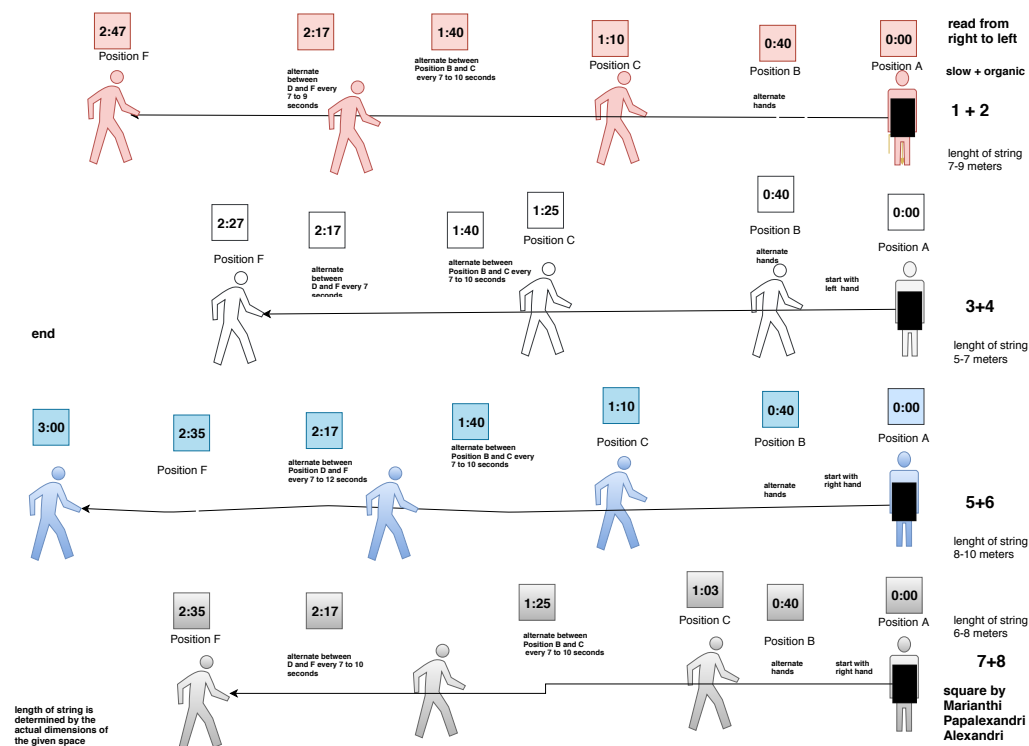 2:47
2:17
1:40
1:10
0:40
0:00
read from
right to left
Position F
alternate
between
D and F every
7 to 9
seconds
alternate between
Position B and C
every 7 to 10 seconds
Position C
Position B
Position A
slow + organic
alternate
hands
1 + 2
lenght of string
7-9 meters
2:27
2:17
1:40
1:25
0:40
0:00
Position F
alternate
between
D and F every 7
seconds
alternate between
Position B and C every
7 to 10 seconds
Position C
Position B
Position A
alternate
hands
start with
left hand
3+4
end
lenght of string
5-7 meters
3:00
2:35
2:17
1:40
1:10
0:40
0:00
Position F
alternate between
Position D and F
every 7 to 12 seconds
alternate between
Position B and C every
7 to 10 seconds
Position C
Position B
Position A
alternate
hands
start with
right hand
5+6
lenght of string
8-10 meters
2:35
2:17
1:25
1:03
0:40
0:00
lenght of string
6-8 meters
Position F
alternate between
D and F every 7 to 10
seconds
alternate between
Position B and C
every 7 to 10 seconds
Position C
Position B
Position A
alternate
hands
start with
right hand
7+8
length of string is
determined by the
actual dimensions of
the given space
square by
Marianthi
Papalexandri
Alexandri